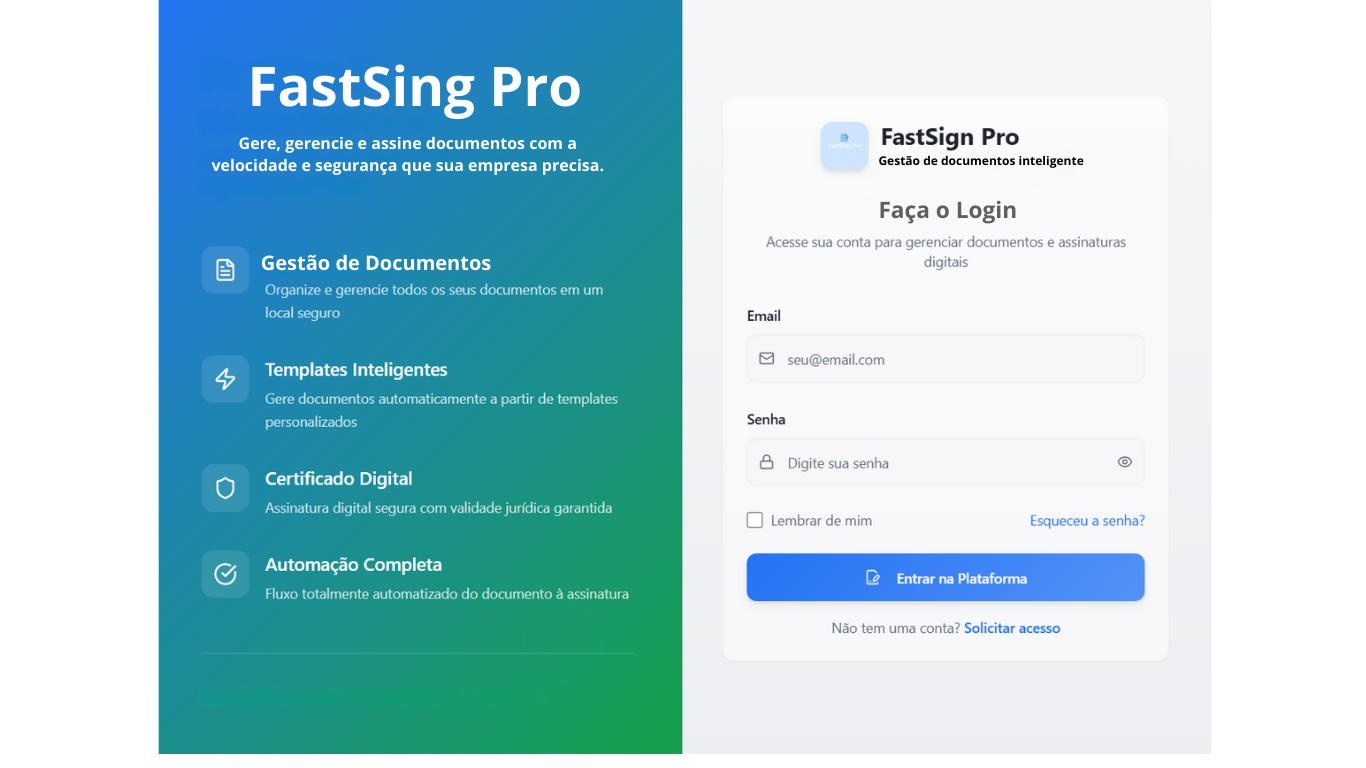 FastSing Pro
Gere, gerencie e assine documentos com a
velocidade e segurança que sua empresa precisa.
Gestão de Documentos
Organize e gerencie todos os seus documentos em um
local seguro
Templates Inteligentes
Gere documentos automaticamente a partir de templates
personalizados
Certificado Digital
Assinatura digital segura com validade jurídica garantida
Automação Completa
Fluxo totalmente automatizado do documento à assinatura
FastSign Pro
Gestão de documentos inteligente
Faça o Login
Acesse sua conta para gerenciar documentos e assinaturas
digitais
Email
seu@email.com
Senha
Digite sua senha
Lembrar de mim
Esqueceu a senha?
Entrar na Plataforma
Não tem uma conta? Solicitar acesso